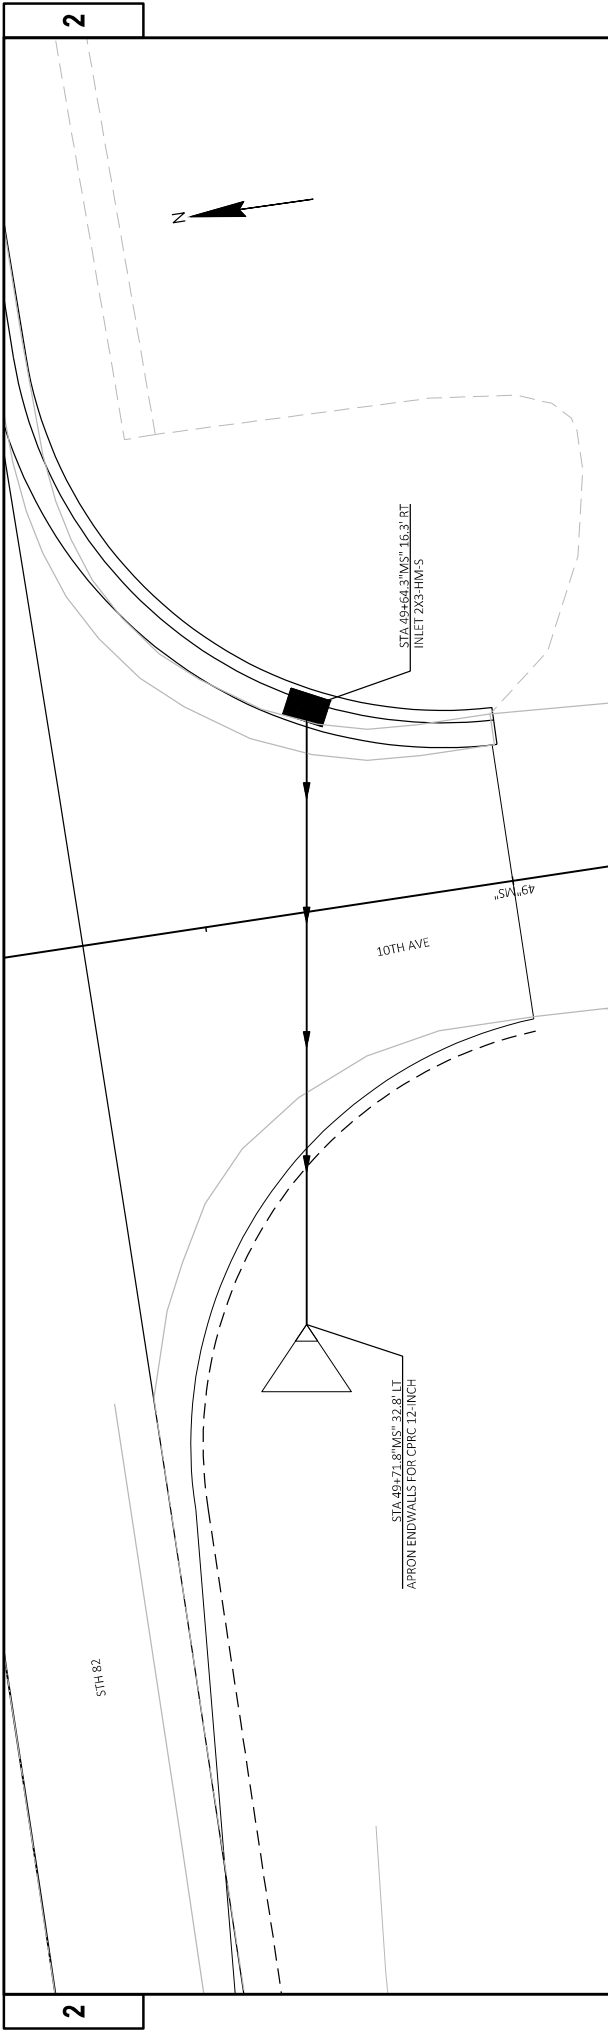 2
N
STA 49+64.3"MS" 16.3' RT
INLET 2X3-HM-S
49"MS"
10TH AVE
STA 49+71.8"MS" 32.8' LT
APRON ENDWALLS FOR CPRC 12-INCH
STH 82
2